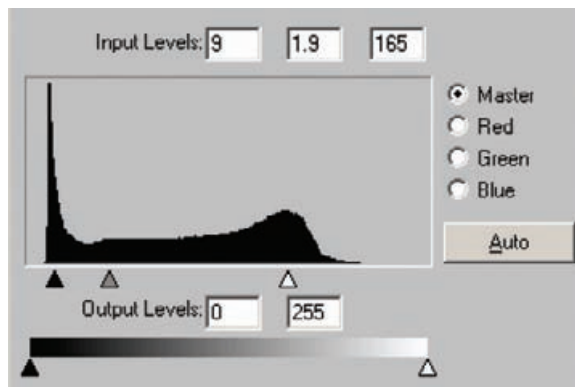 Input Levels: 9 1.9 165
Master
Red
Green
Blue
Auto
Output Levels: 0 255